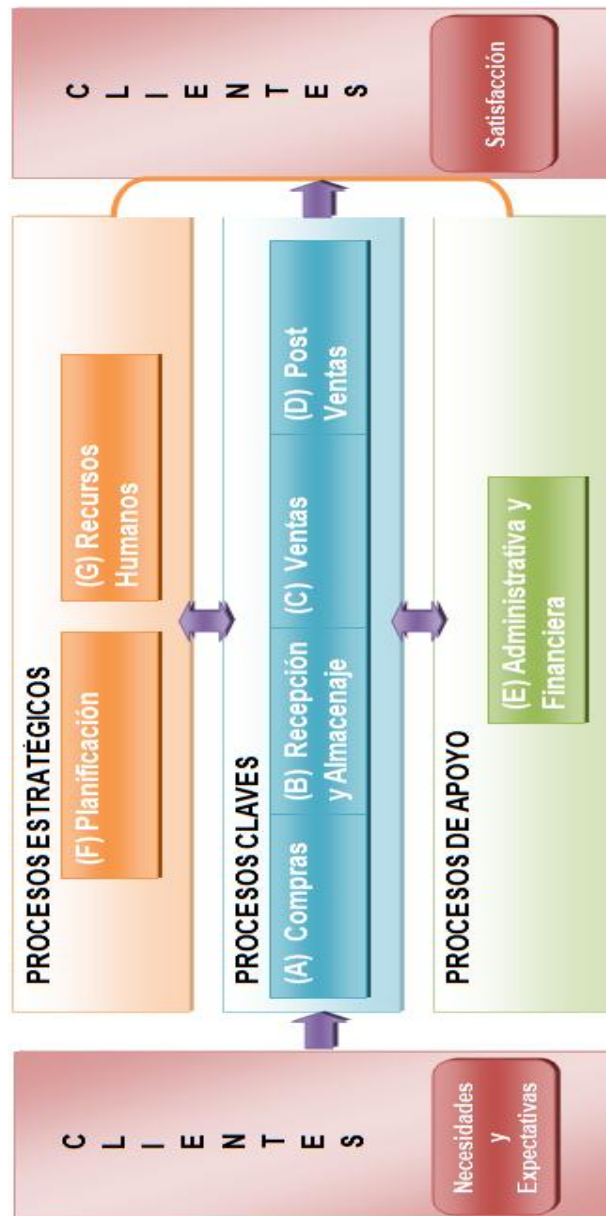 C
L
I
E
N
T
E
S
Necesidades
y
Expectativas
PROCESOS ESTRATÉGICOS
(F) Planificación
(G) Recursos
Humanos
PROCESOS CLAVES
(A) Compras
(B) Recepción
y Almacenaje
(C) Ventas
(D) Post
Ventas
PROCESOS DE APOYO
(E) Administrativa y
Financiera
C
L
I
E
N
T
E
S
Satisfacción